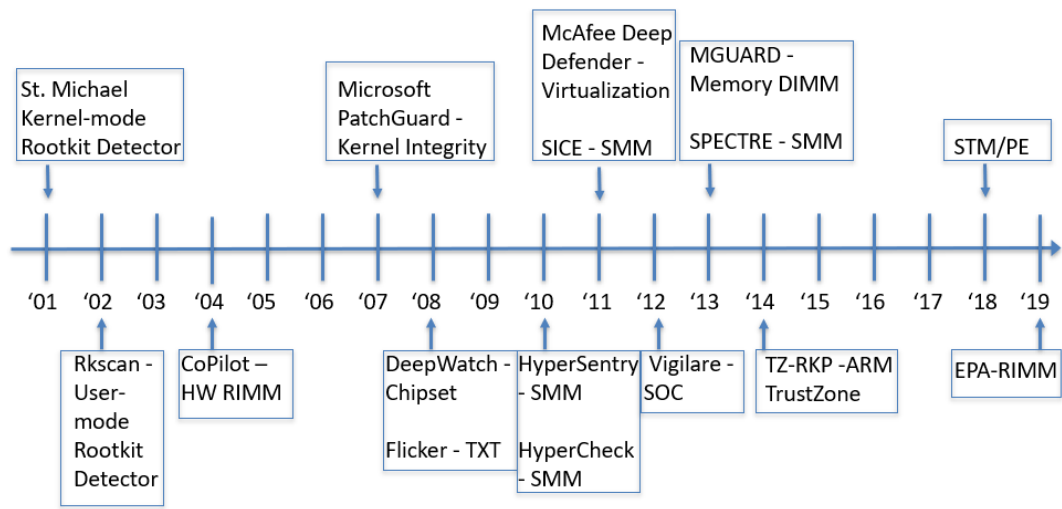 St. Michael
Kernel-mode
Rootkit Detector
Microsoft
PatchGuard -
Kernel Integrity
McAfee Deep
Defender -
Virtualization
SICE - SMM
MGUARD -
Memory DIMM
SPECTRE - SMM
STM/PE
‘01 ‘02 ‘03 ‘04 ‘05 ‘06 ‘07 ‘08 ‘09 ‘10 ‘11 ‘12 ‘13 ‘14 ‘15 ‘16 ‘17 ‘18 ‘19
Rkscan -
User-
mode
Rootkit
Detector
CoPilot –
HW RIMM
DeepWatch -
Chipset
Flicker - TXT
HyperSentry
- SMM
HyperCheck
- SMM
Vigilare -
SOC
TZ-RKP -ARM
TrustZone
EPA-RIMM